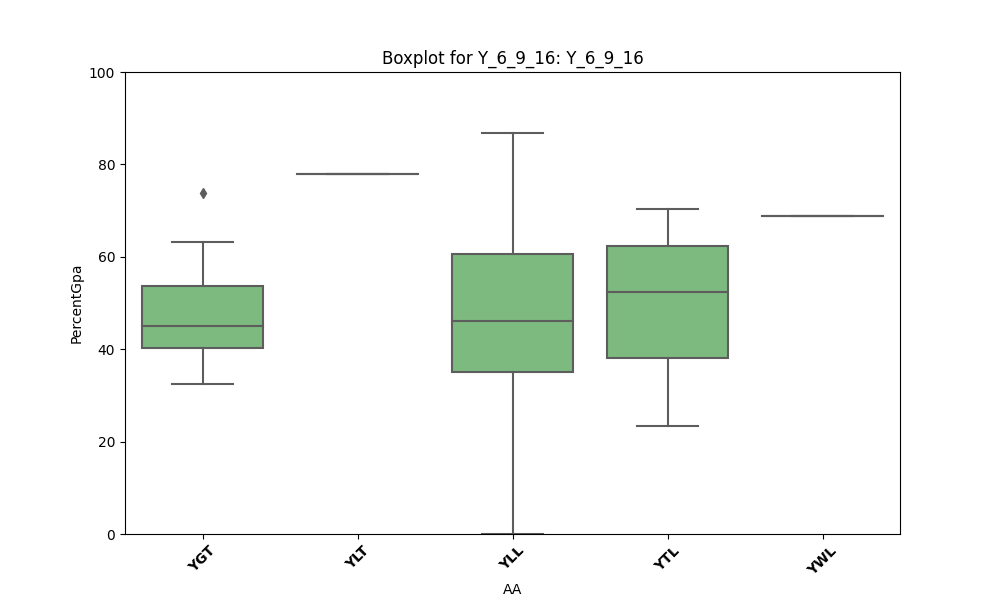 Boxplot for Y_6_9_16: Y_6_9_16
100
80
60
40
20
0
PercentGpa
YGT
YLT
YLL
YTL
YWL
AA